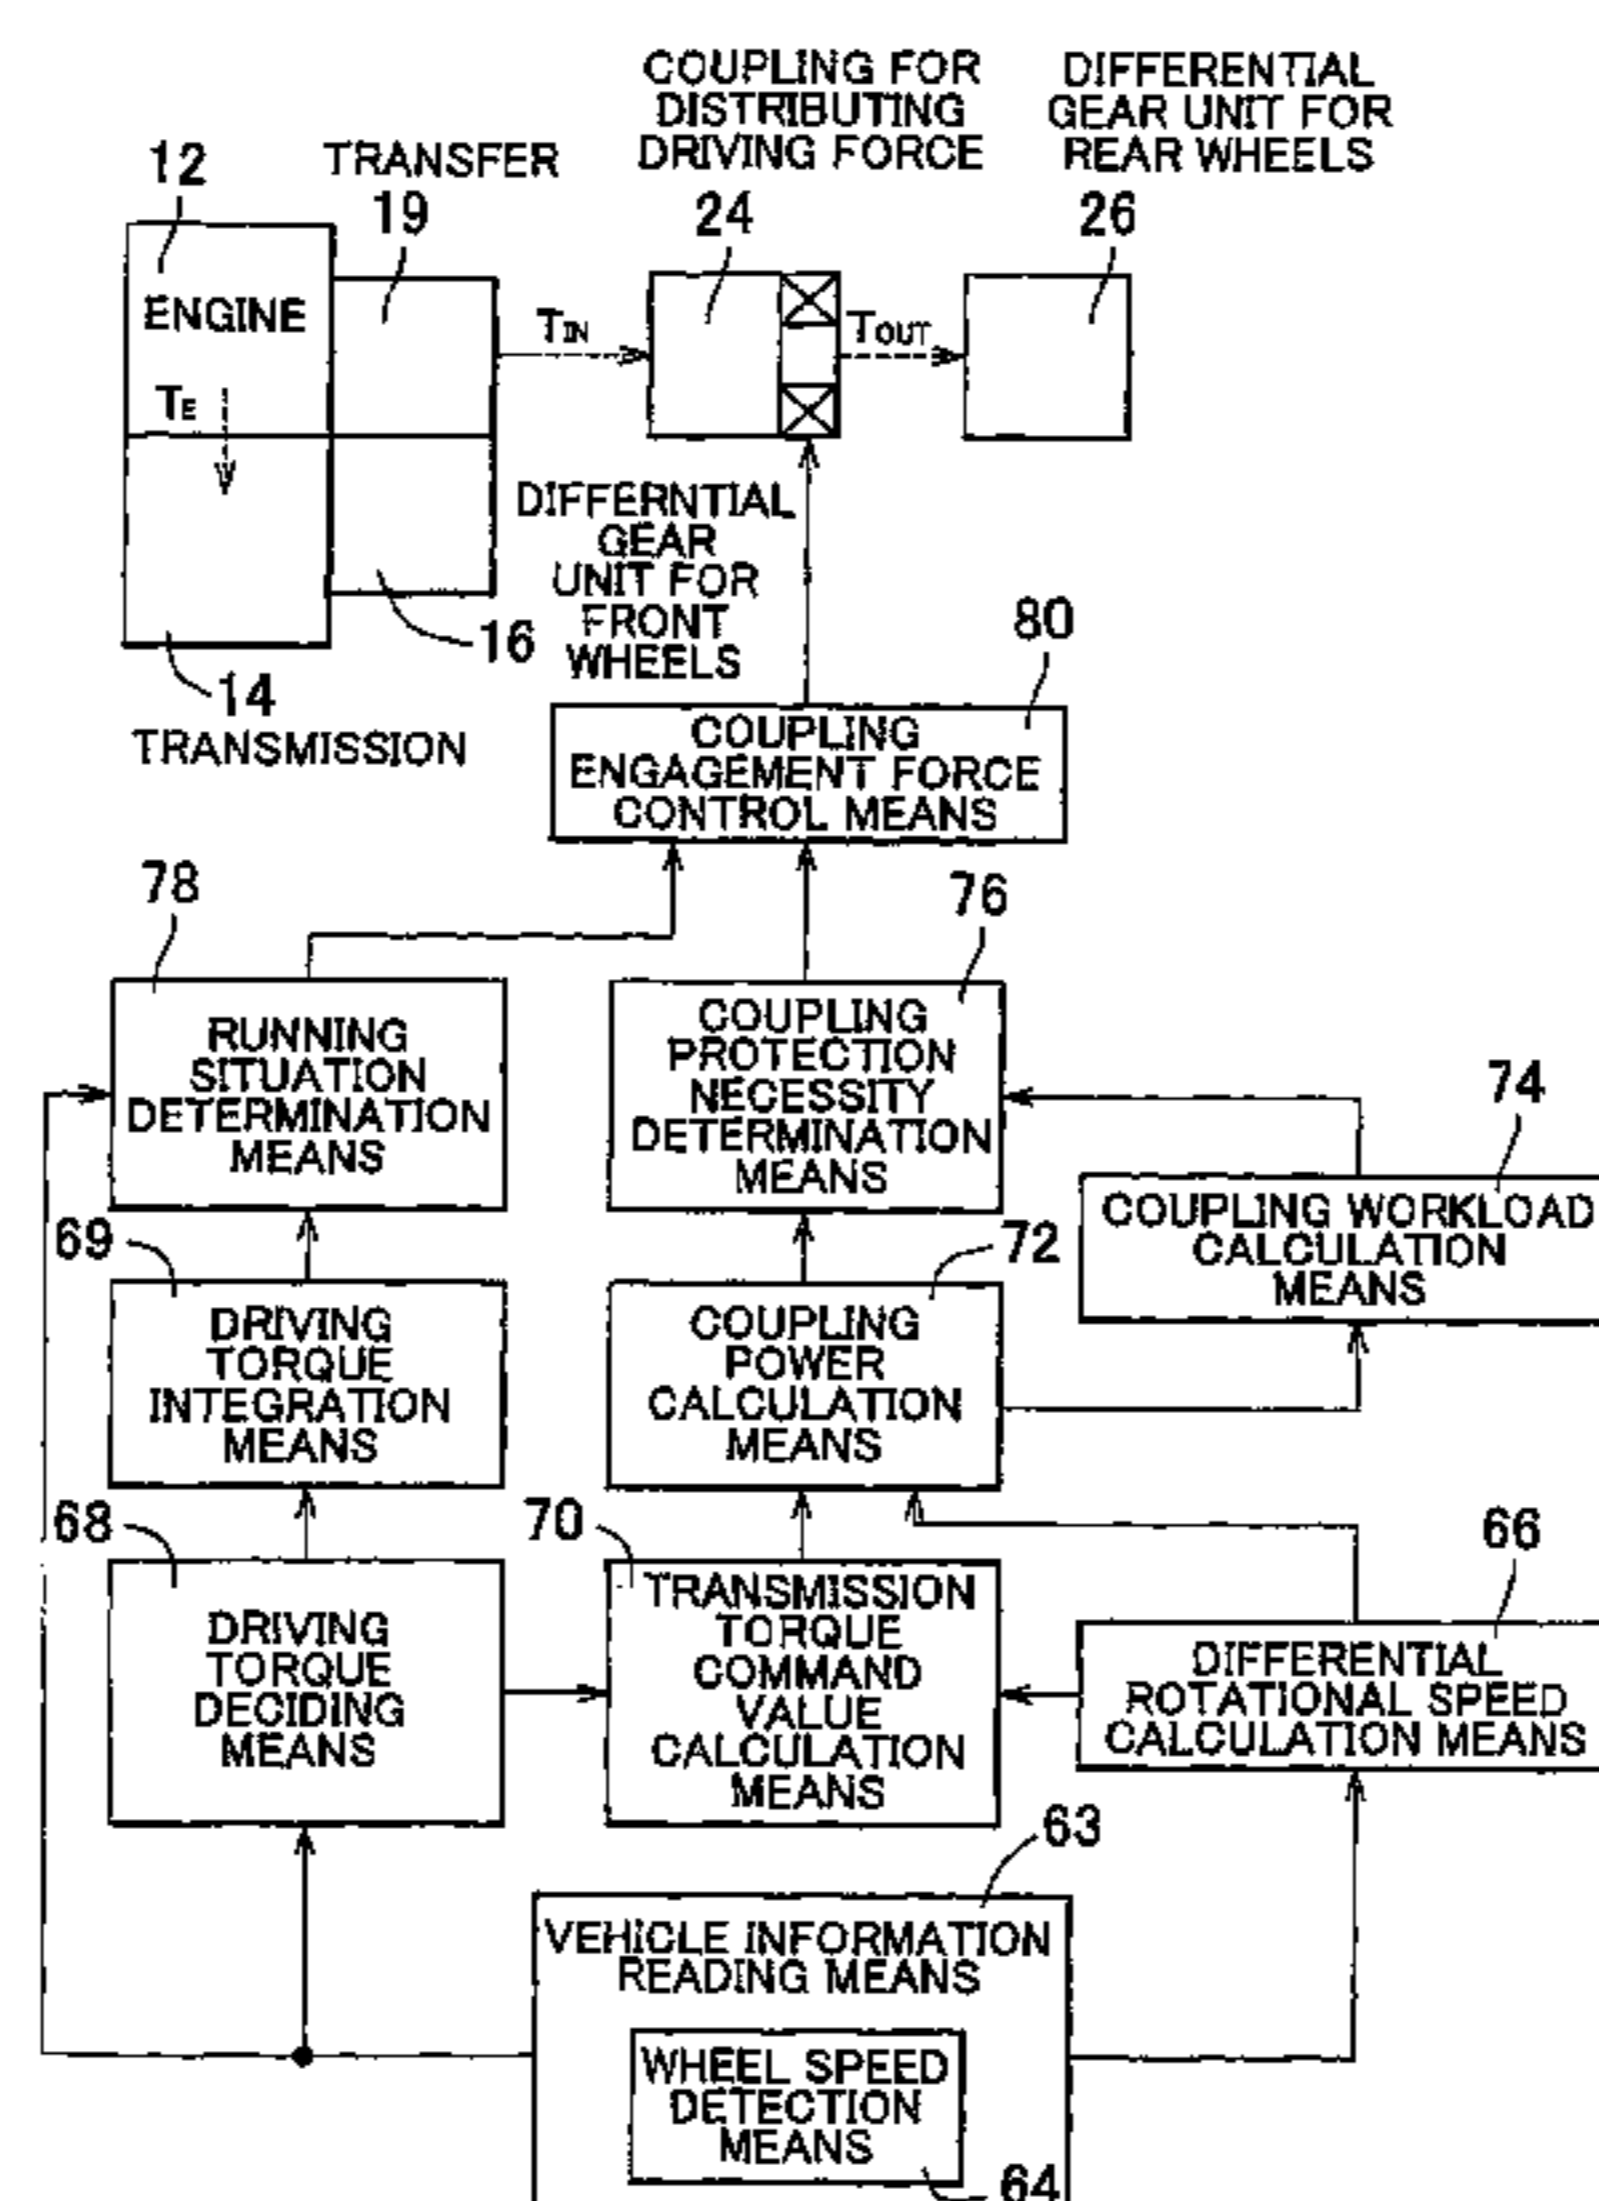 COUPLING FOR
DISTRIBUTING
DRIVING FORCE
DIFFERENTIAL
GEAR UNIT FOR
REAR WHEELS
12
TRANSFER
19
24
26
ENGINE
TIN
TOUT
TE
DIFFERNTIAL
GEAR
UNIT FOR
FRONT
WHEELS
16
14
TRANSMISSION
80
COUPLING
ENGAGEMENT FORCE
CONTROL MEANS
78
76
RUNNING
SITUATION
DETERMINATION
MEANS
COUPLING
PROTECTION
NECESSITY
DETERMINATION
MEANS
74
COUPLING WORKLOAD
CALCULATION
MEANS
69
72
DRIVING
TORQUE
INTEGRATION
MEANS
COUPLING
POWER
CALCULATION
MEANS
68
70
66
DRIVING
TORQUE
DECIDING
MEANS
TRANSMISSION
TORQUE
COMMAND
VALUE
CALCULATION
MEANS
DIFFERENTIAL
ROTATIONAL SPEED
CALCULATION MEANS
63
VEHICLE INFORMATION
READING MEANS
WHEEL SPEED
DETECTION
MEANS
64